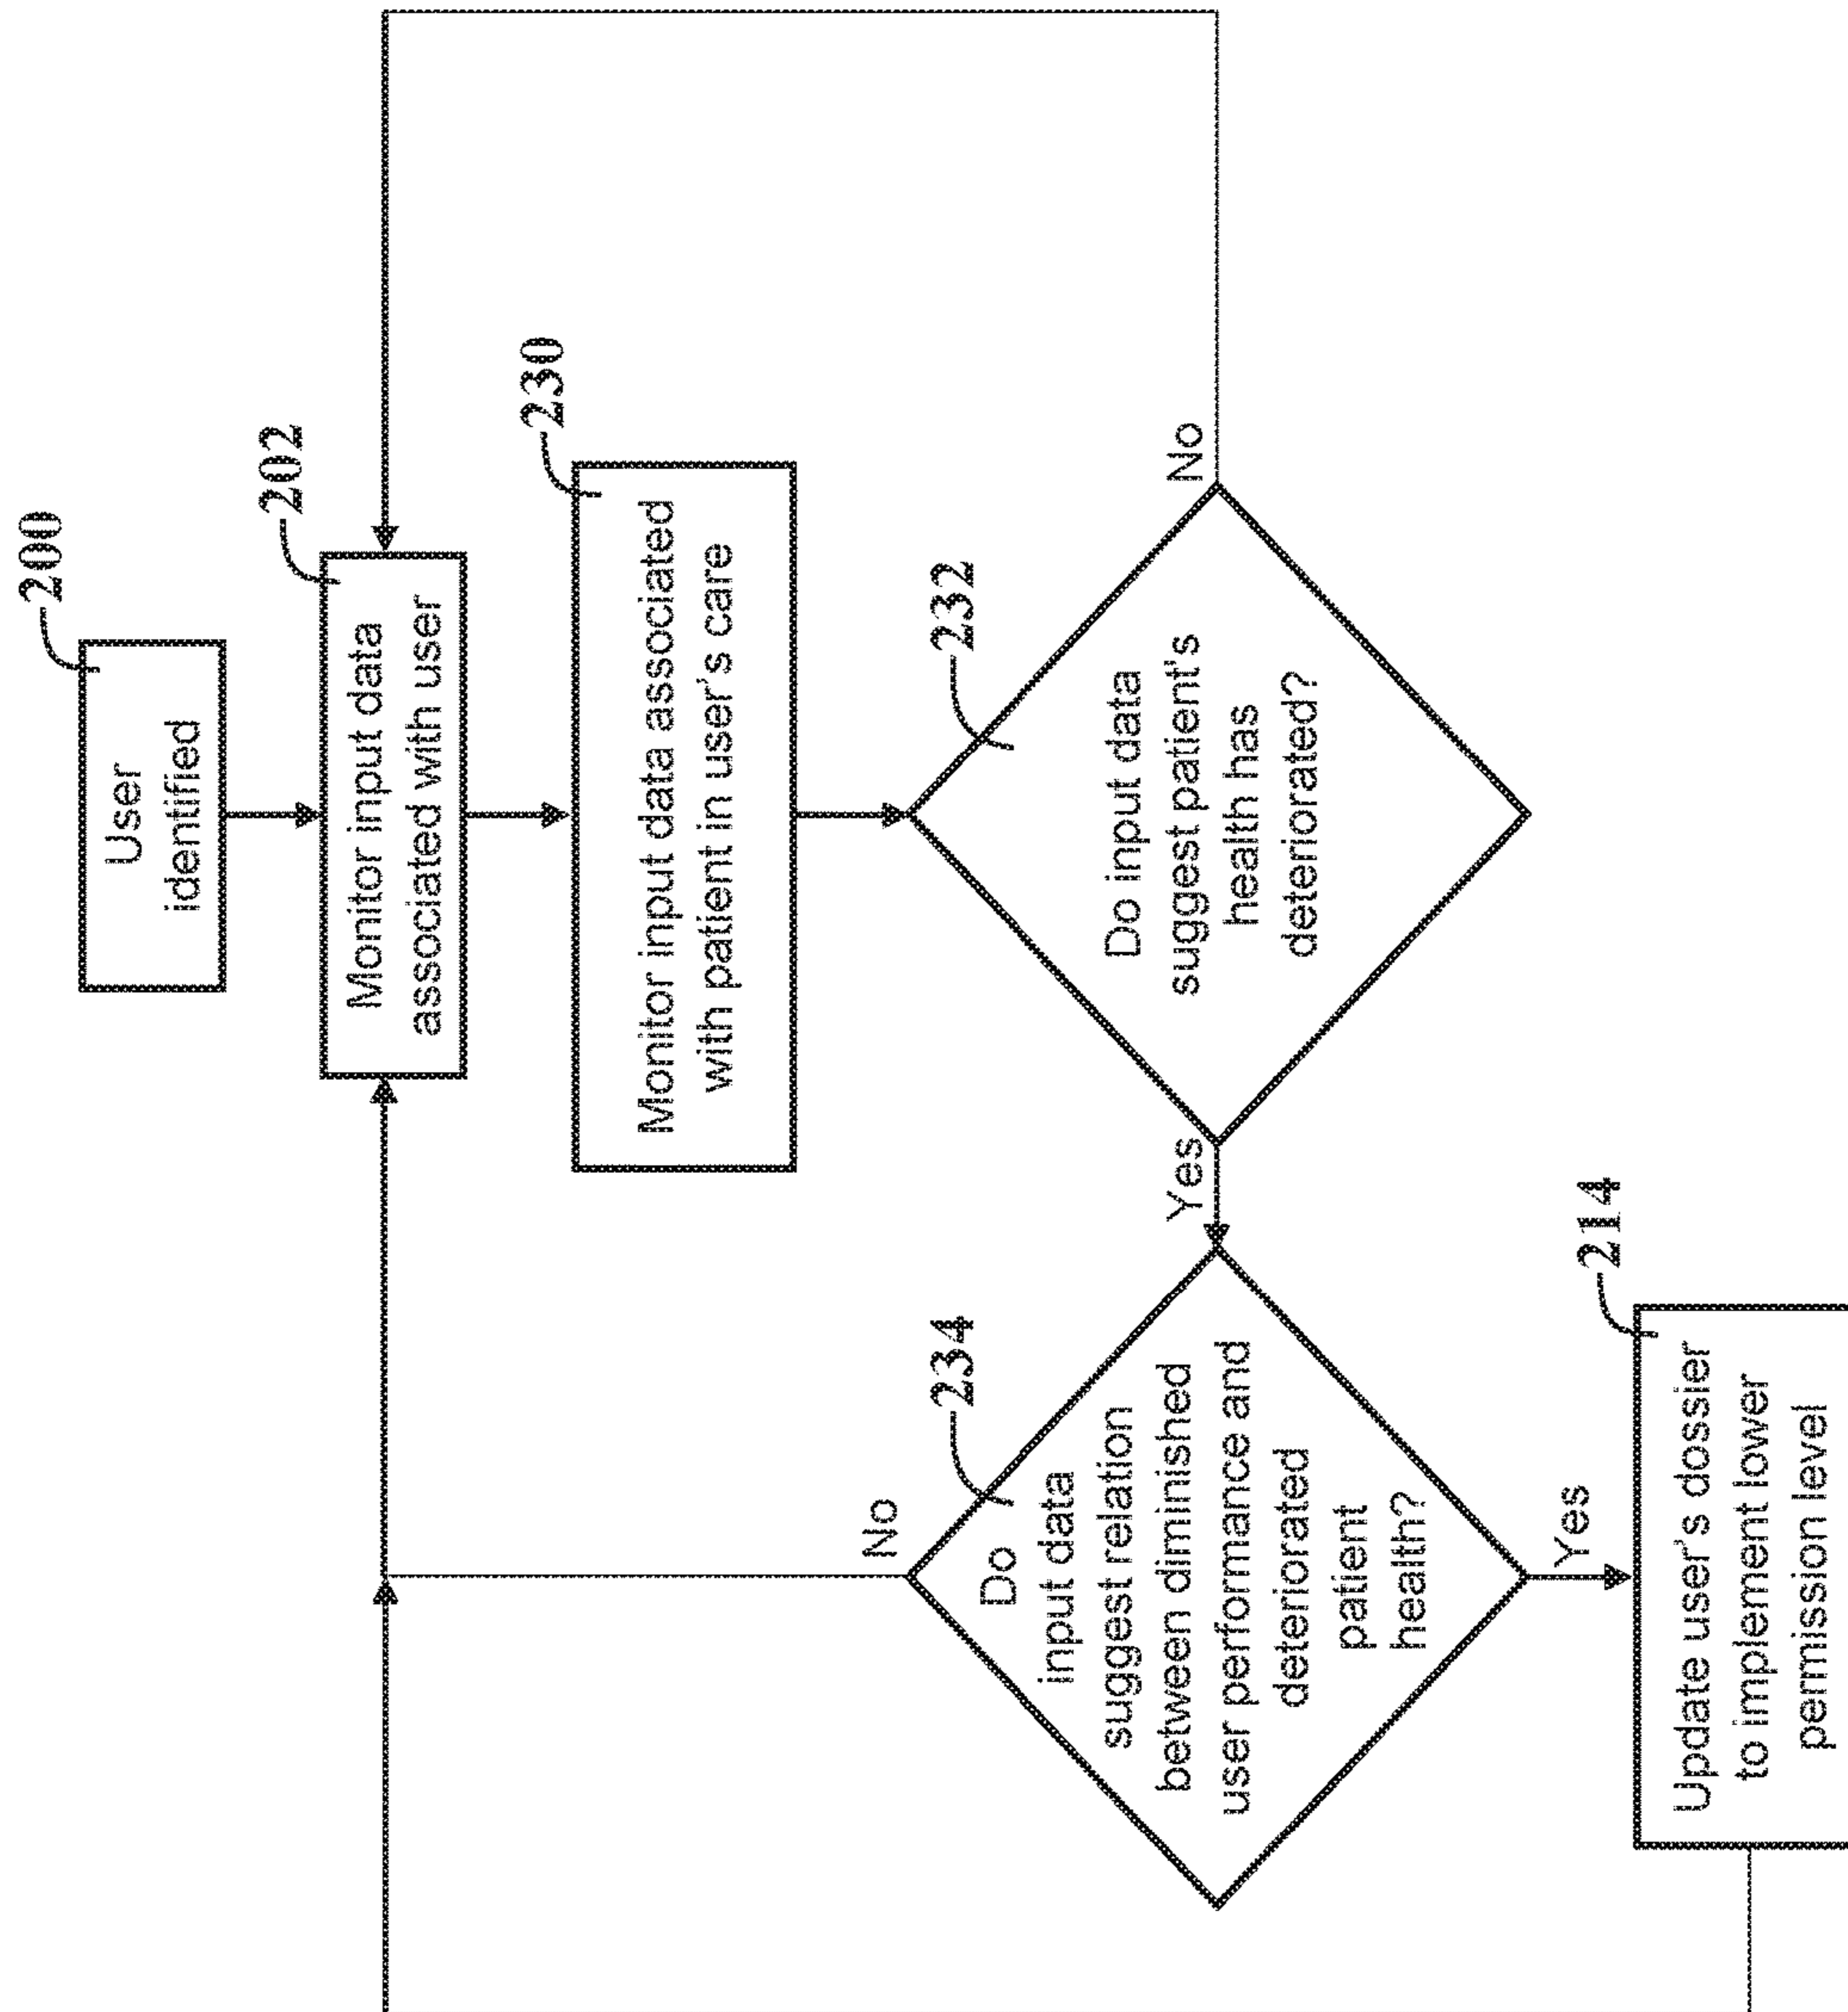 200
User
identified
202
Monitor input data
associated with user
230
Monitor input data associated
with patient in user's care
232
Do input data
suggest patient's
health has
deteriorated?
No
Yes
234
Do
input data
suggest relation
between diminished
user performance and
deteriorated
patient
health?
No
Yes
214
Update user's dossier
to implement lower
permission level